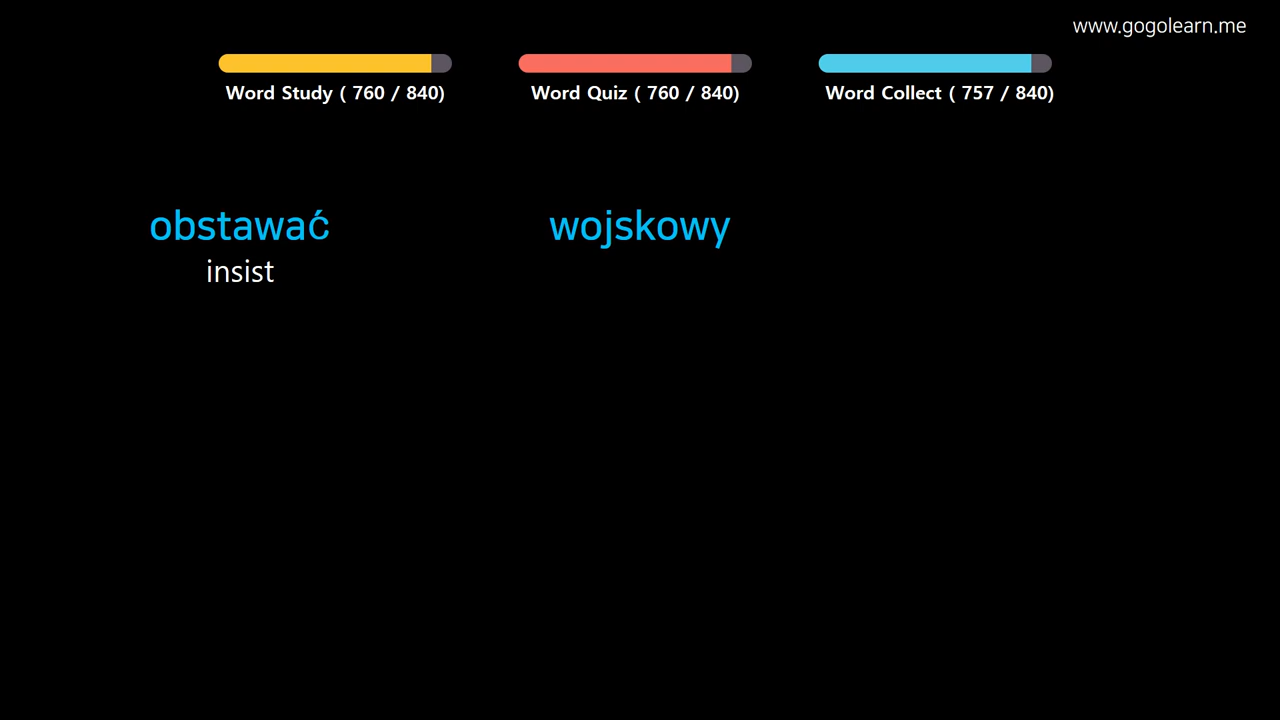 www.gogolearn.me
Word Study ( 760 / 840)
Word Quiz ( 760 / 840)
Word Collect ( 757 / 840)
obstawać
wojskowy
insist